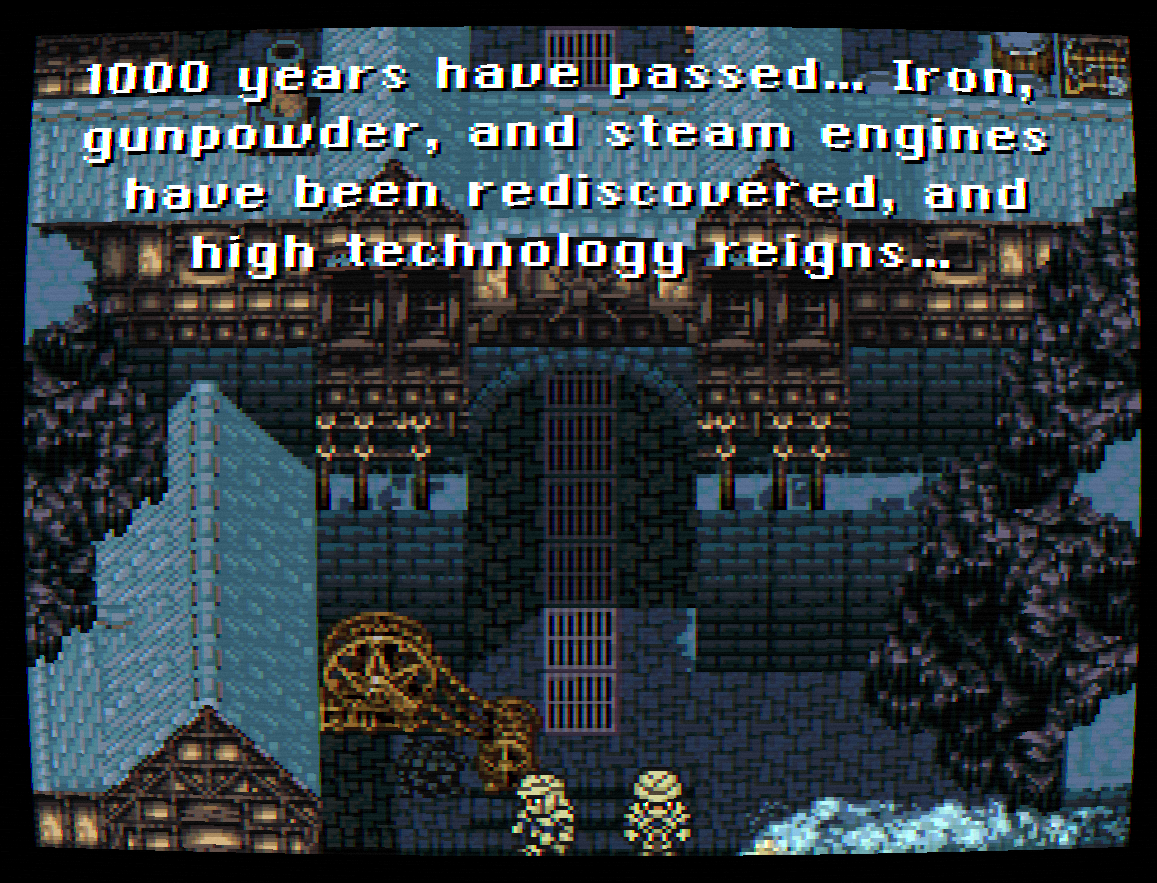 1000 years have passed... Iron,
gunpowder, and steam engines
have been rediscovered, and
high technology reigns...